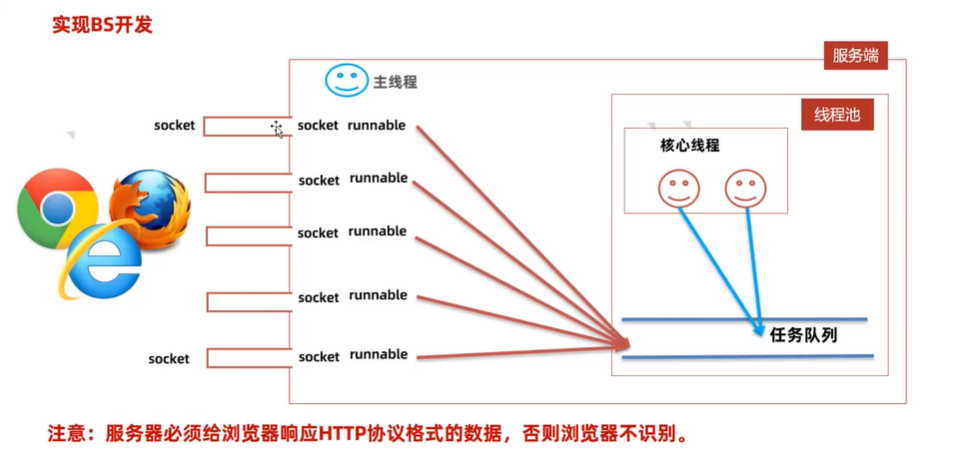 实现BS开发
服务端
主线程
线程池
socket socket runnable
核心线程
socket runnable
socket runnable
socket runnable
任务队列
socket socket runnable
注意：服务器必须给浏览器响应HTTP协议格式的数据，否则浏览器不识别。